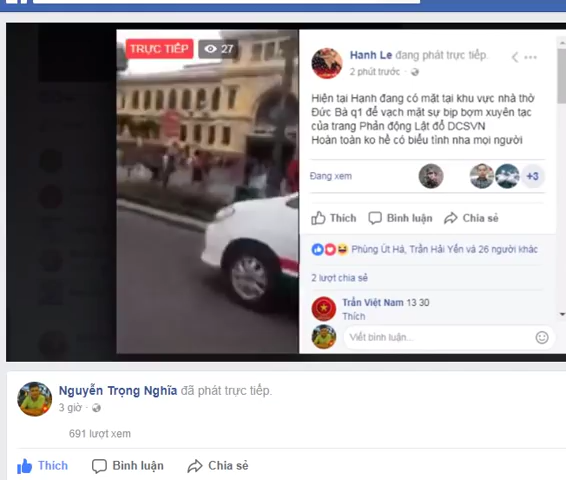 TRỰC TIẾP 27
Hanh Le đang phát trực tiếp.
2 phút trước
Hiện tại Hạnh đang có mặt tại khu vực nhà thờ
Đức Bà q1 để vạch mặt sự bịp bợm xuyên tạc
của trang Phản động Lật đổ DCSVN
Hoàn toàn ko hề có biểu tình nha mọi người
Đang xem +3
Thích Bình luận Chia sẻ
Phùng Út Há, Trần Hải Yến và 26 người khác
2 lượt chia sẻ
Trần Việt Nam 13 30
Thích
Viết bình luận...
Nguyễn Trọng Nghĩa đã phát trực tiếp.
3 giờ
691 lượt xem
Thích Bình luận Chia sẻ